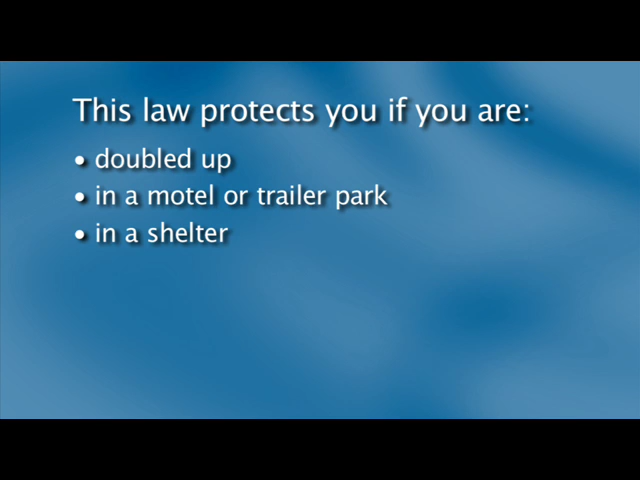 This law protects you if you are:
• doubled up
• in a motel or trailer park
• in a shelter